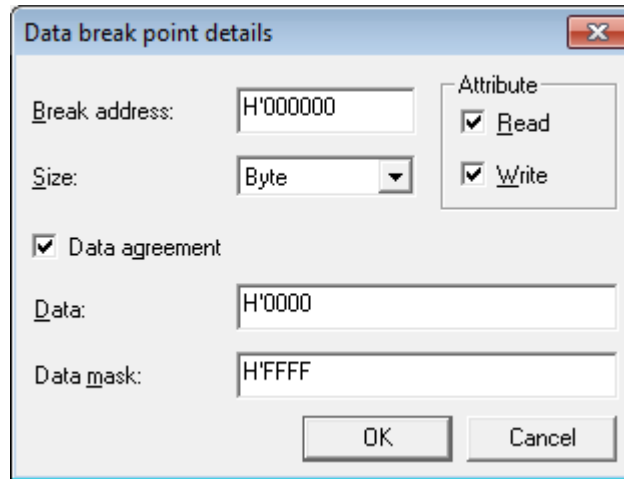 Data break point details
Break address: H'000000
Attribute
Read
Size: Byte
Write
Data agreement
Data: H'0000
Data mask: H'FFFF
OK Cancel